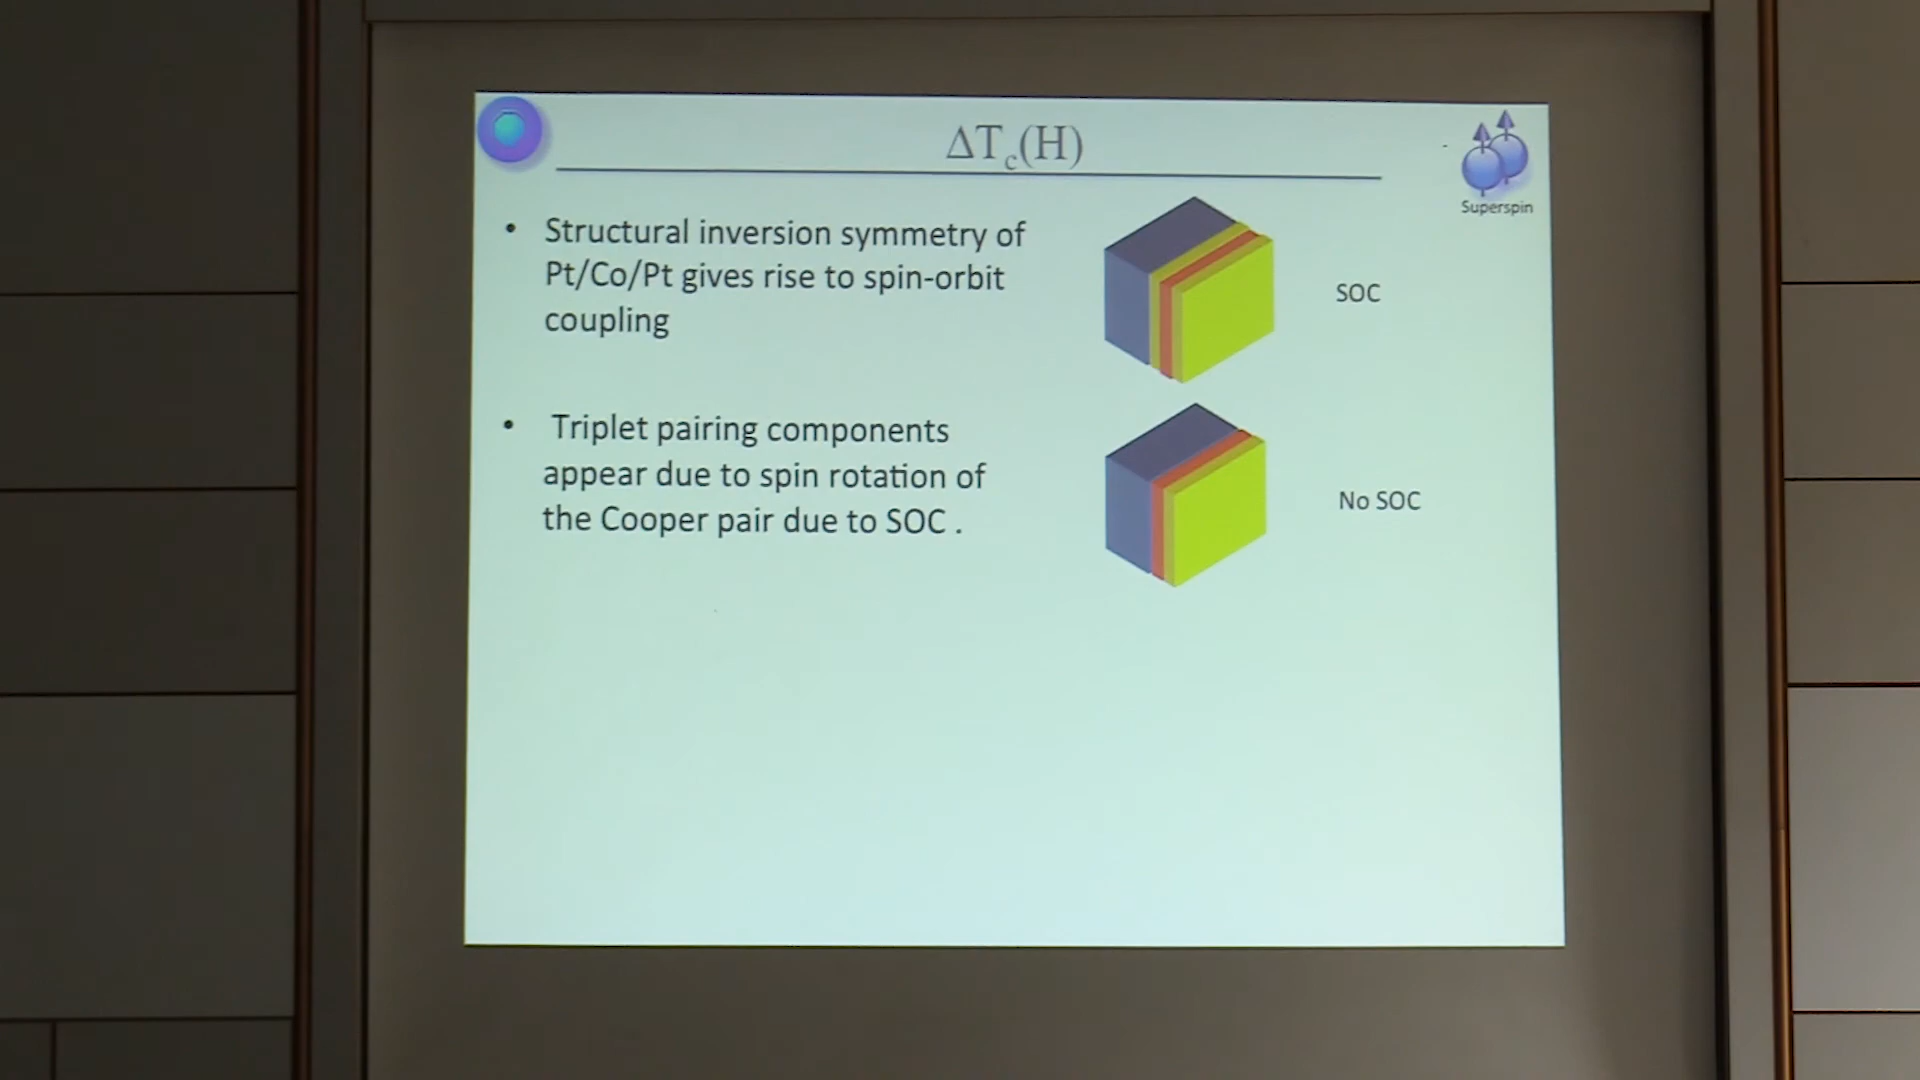 ΔTc(H)
Superspin
• Structural inversion symmetry of
Pt/Co/Pt gives rise to spin-orbit
coupling
SOC
• Triplet pairing components
appear due to spin rotation of
the Cooper pair due to SOC .
No SOC